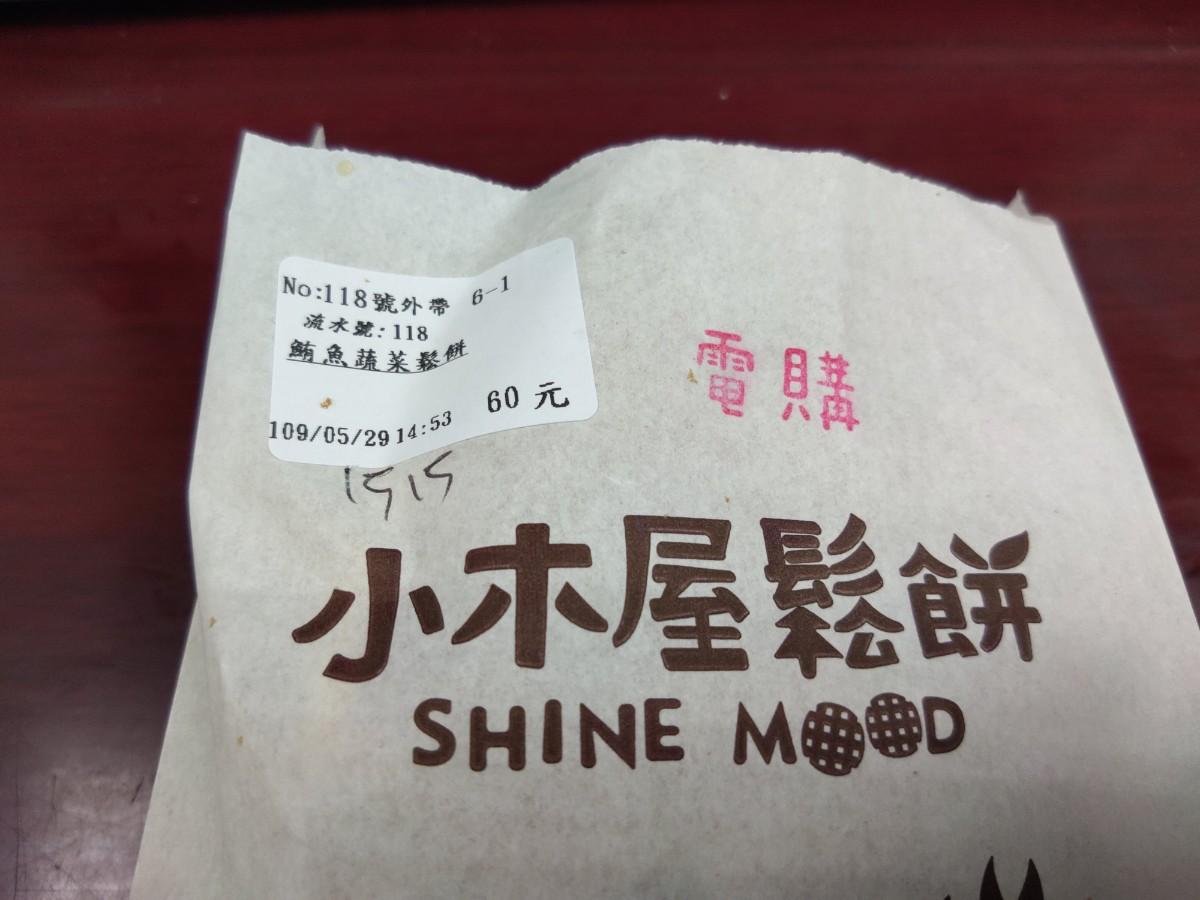 No:118號外帶 6-1
流水號: 118
鮪魚蔬菜鬆餅
60 元
109/05/29 14:53
電購
1515
小木屋鬆餅
SHINE MOOD